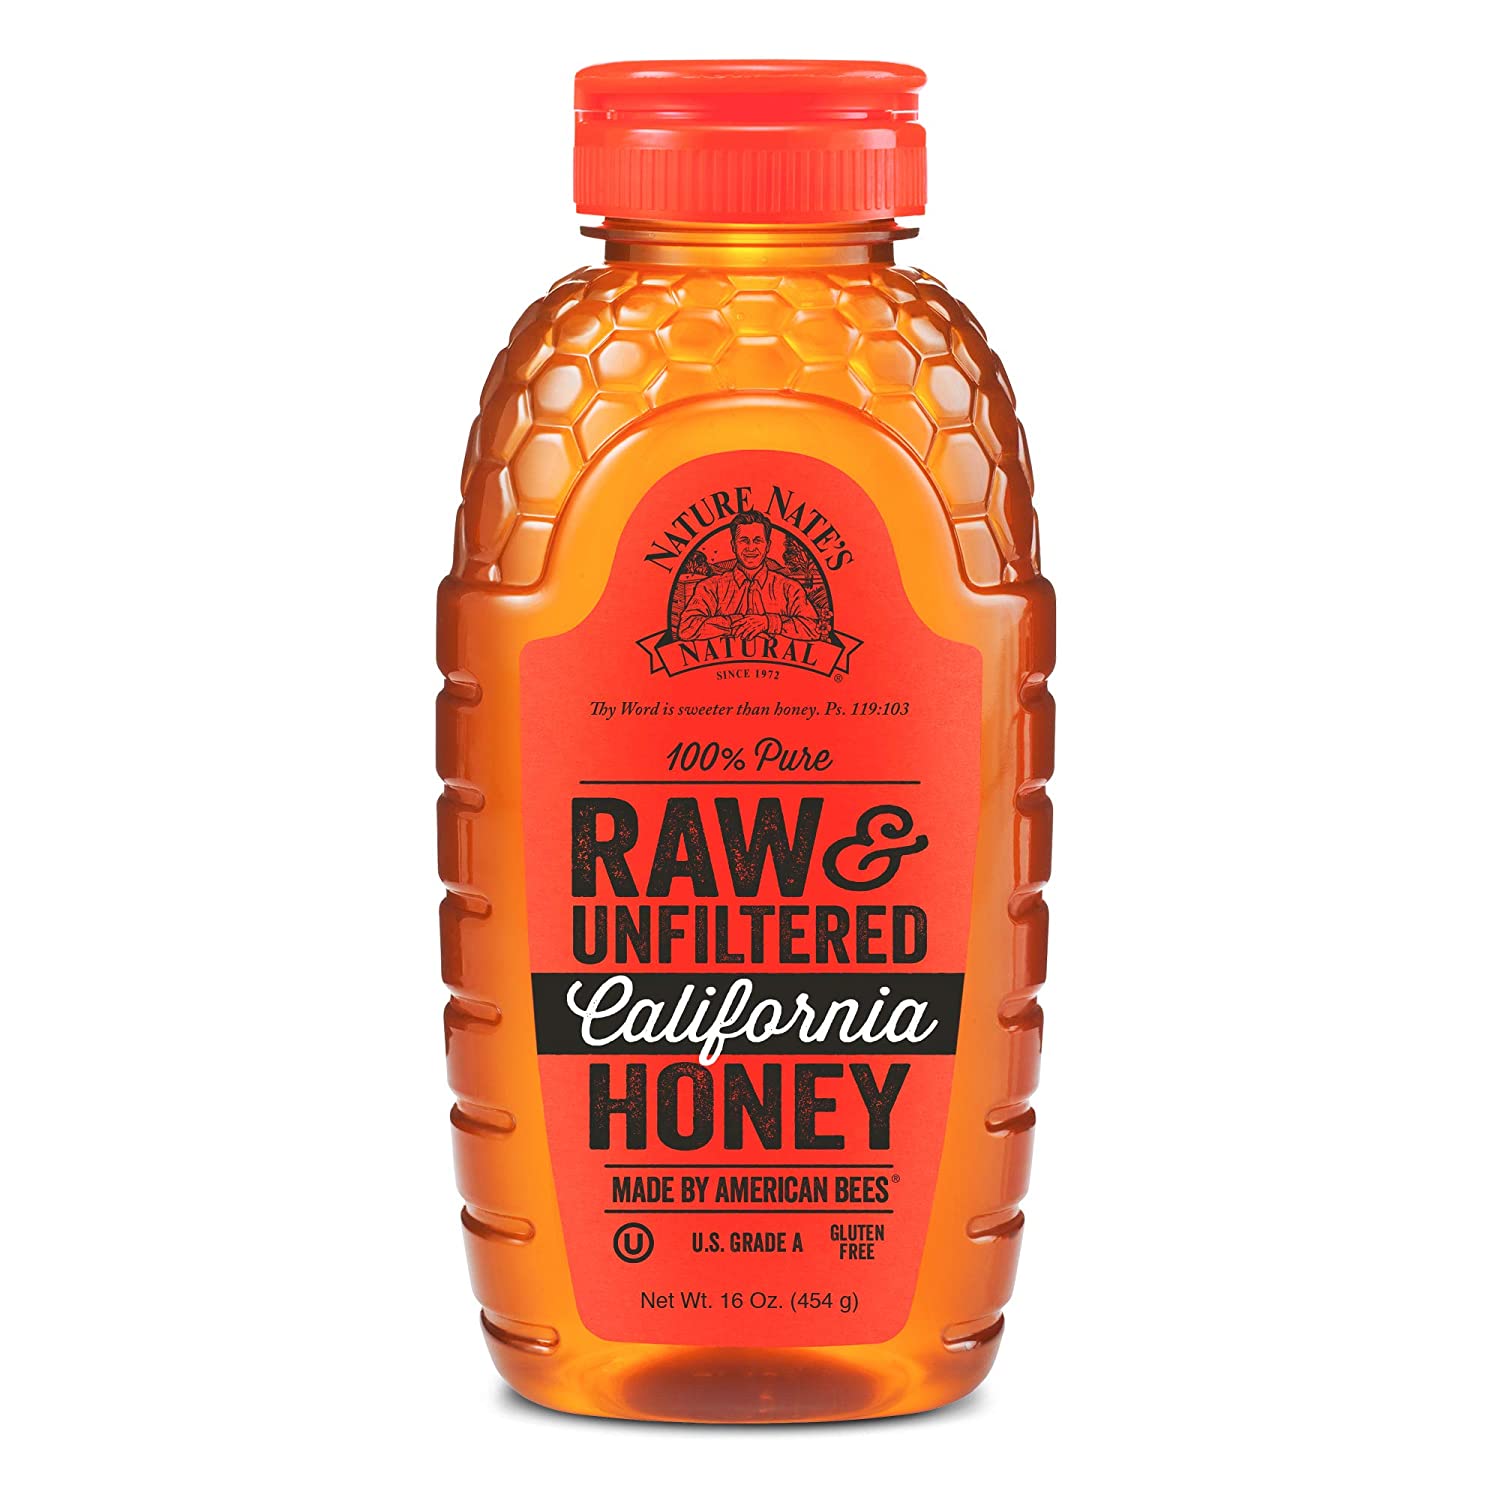 NATURE NATE'S
NATURAL
®
SINCE 1972
Thy Word is sweeter than honey. Ps. 119:103
100% Pure
RAW &
UNFILTERED
California
HONEY
MADE BY AMERICAN BEES®
U U.S. GRADE A GLUTEN
FREE
Net Wt. 16 Oz. (454 g)